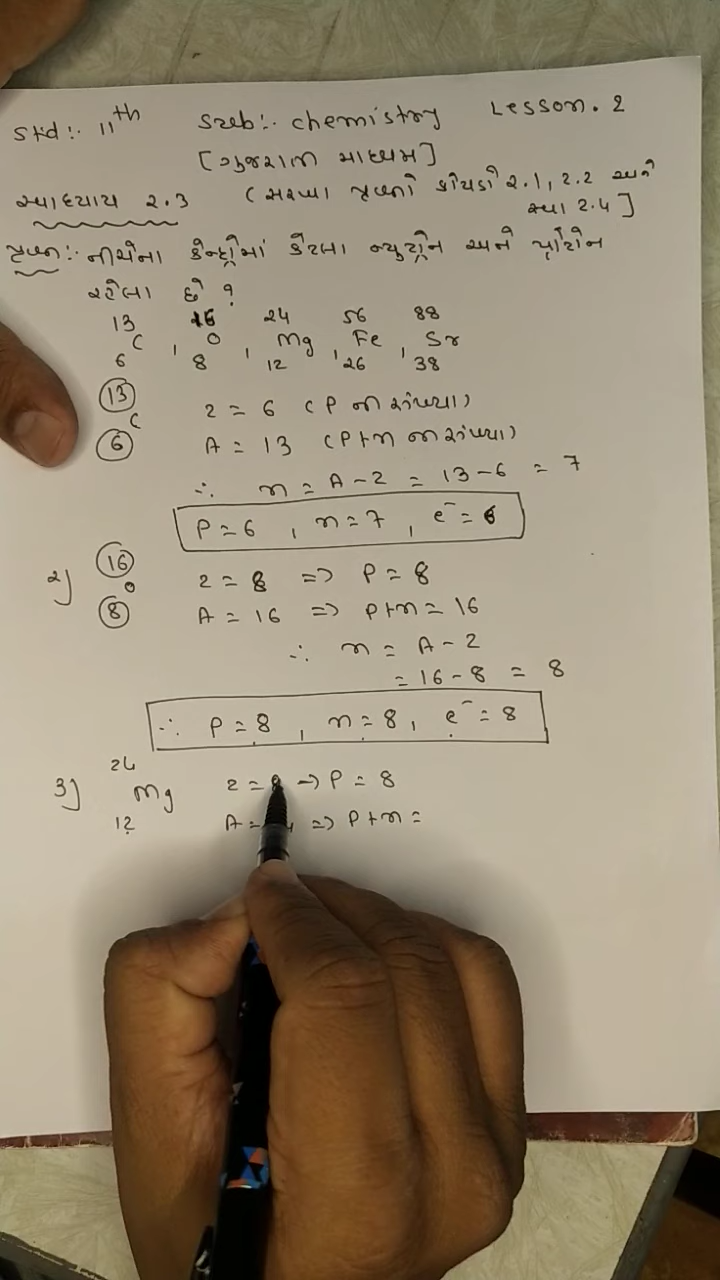 Std:. 11th Sub:. Chemistry Lesson. 2
[ગુજરાતી માધ્યમ]
સ્વાધ્યાય 2.3 (સરખા પ્રશ્નો કોયડો 2.1, 2.2 અને
સ્વા 2.4]
પ્રશ્ન:. નીચેના કેન્દ્રોમાં કેટલા ન્યુટ્રોન અને પ્રોટોન
રહેલા છે ?
13 16 24 56 88
C , O , Mg , Fe , Sr
6 8 12 26 38
13
C
6
Z = 6 (P ની સંખ્યા)
A = 13 (P+n ની સંખ્યા)
∴ n = A - Z = 13 - 6 = 7
P = 6 , n = 7 , e⁻ = 6
2) 16
O
8
Z = 8 => P = 8
A = 16 => P+n = 16
∴ n = A - Z
= 16 - 8 = 8
∴ P = 8 , n = 8 , e⁻ = 8
3) 24
Mg
12
Z = => P = 8
A = => P+n =